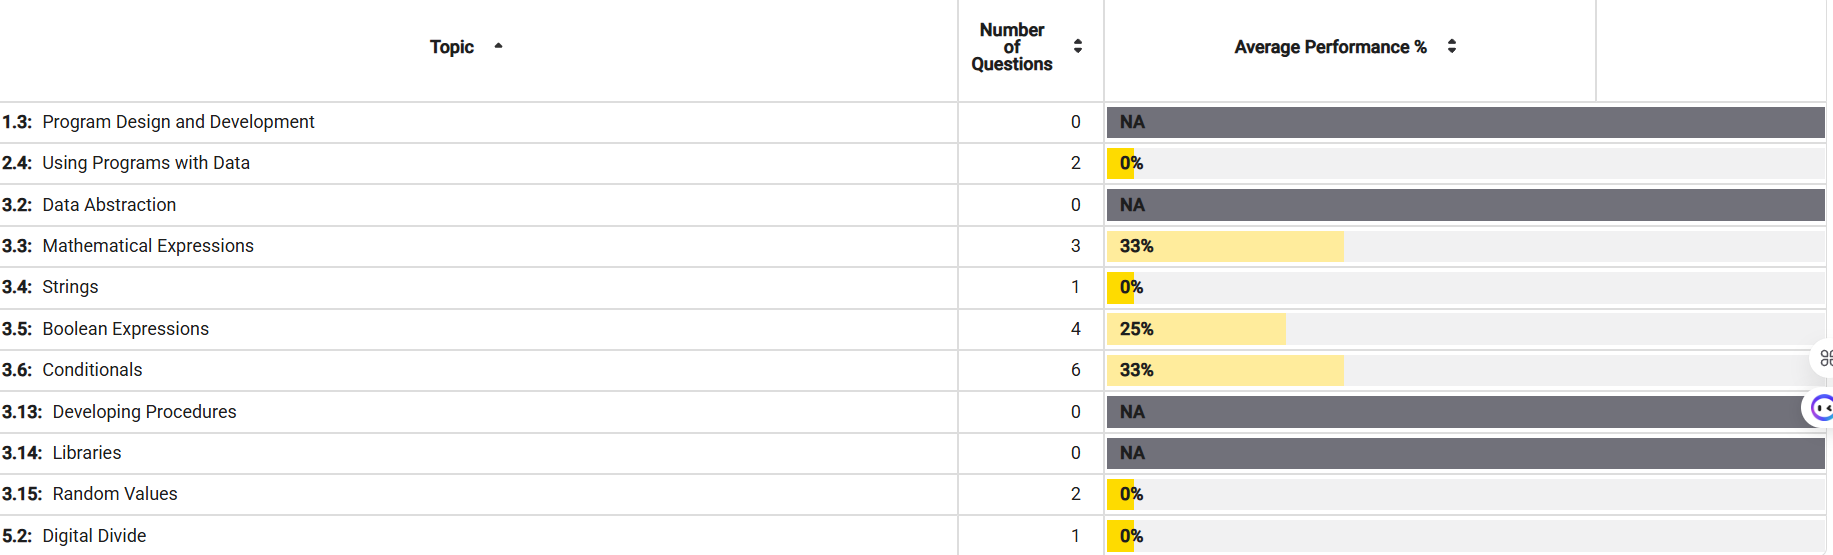 Topic
Number
of
Questions
Average Performance %
1.3: Program Design and Development 0 NA
2.4: Using Programs with Data 2 0%
3.2: Data Abstraction 0 NA
3.3: Mathematical Expressions 3 33%
3.4: Strings 1 0%
3.5: Boolean Expressions 4 25%
3.6: Conditionals 6 33%
3.13: Developing Procedures 0 NA
3.14: Libraries 0 NA
3.15: Random Values 2 0%
5.2: Digital Divide 1 0%